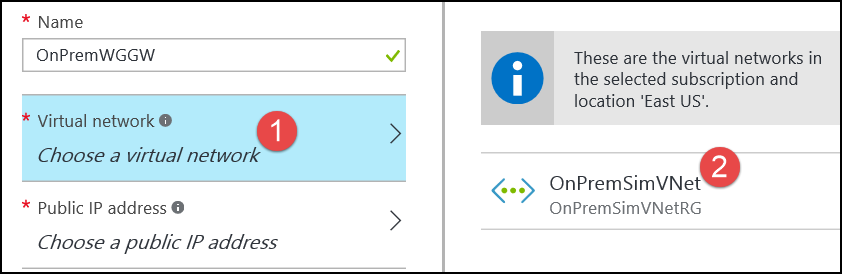 * Name
OnPremWGGW
* Virtual network
1
Choose a virtual network
* Public IP address
Choose a public IP address
These are the virtual networks in
the selected subscription and
location 'East US'.
2
OnPremSimVNet
OnPremSimVNetRG